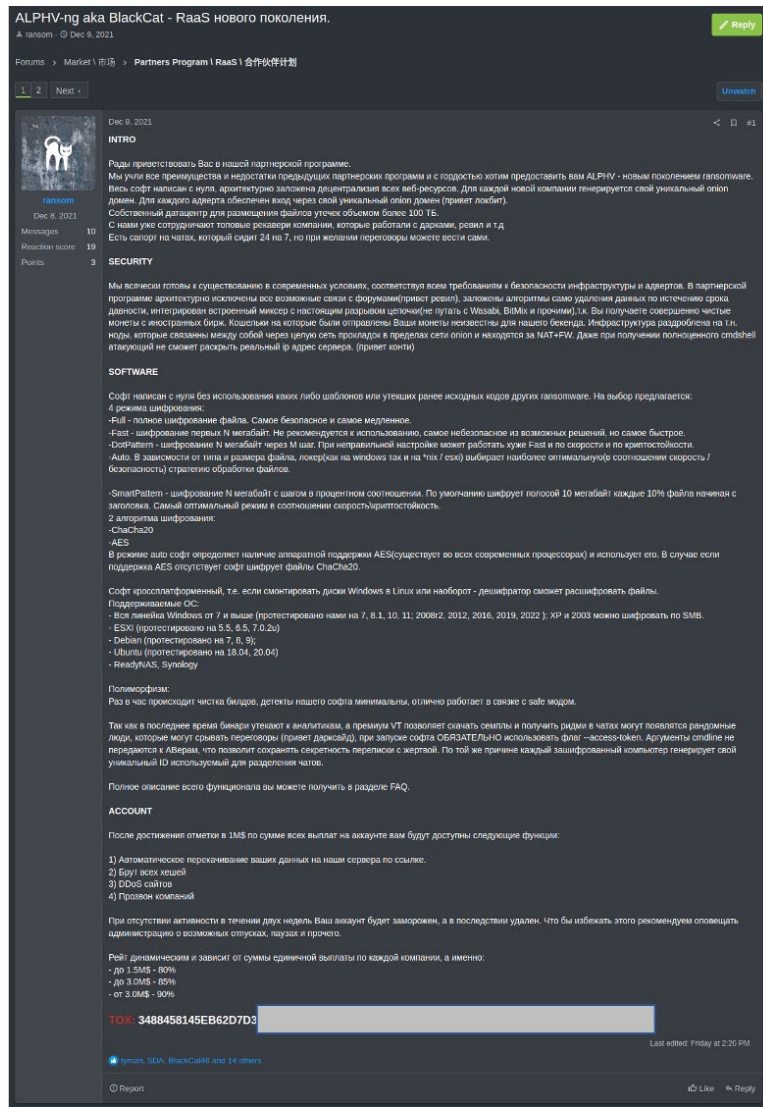 ALPHV-ng aka BlackCat - RaaS нового поколения.
ransom · Dec 9, 2021
Reply
Forums > Market \ 市场 > Partners Program \ RaaS \ 合作伙伴计划
1 2 Next
Unwatch
ransom
Dec 8, 2021
Messages 10
Reaction score 19
Points 3
Dec 9, 2021
#1
INTRO
Рады приветствовать Вас в нашей партнерской программе.
Мы учли все преимущества и недостатки предыдущих партнерских программ и с гордостью хотим предоставить вам ALPHV - новым поколением ransomware.
Весь софт написан с нуля, архитектурно заложена децентрализия всех веб-ресурсов. Для каждой новой компании генерируется свой уникальный onion
домен. Для каждого адверта обеспечен вход через свой уникальный onion домен (привет локбит).
Собственный датацентр для размещения файлов утечек объемом более 100 ТБ.
С нами уже сотрудничают топовые рекавери компании, которые работали с дарками, ревил и т.д
Есть сапорт на чатах, который сидит 24 на 7, но при желании переговоры можете вести сами.
SECURITY
Мы всячески готовы к существованию в современных условиях, соответствуя всем требованиям к безопасности инфраструктуры и адвертов. В партнерской
программе архитектурно исключены все возможные связи с форумами(привет ревил), заложены алгоритмы само удаления данных по истечению срока
давности, интегрирован встроенный миксер с настоящим разрывом цепочки(не путать с Wasabi, BitMix и прочими),т.к. Вы получаете совершенно чистые
монеты с иностранных бирж. Кошельки на которые были отправлены Ваши монеты неизвестны для нашего бекенда. Инфраструктура раздроблена на т.н.
ноды, которые связанны между собой через целую сеть прокладок в пределах сети onion и находятся за NAT+FW. Даже при получении полноценного cmdshell
атакующий не сможет раскрыть реальный ip адрес сервера. (привет конти)
SOFTWARE
Софт написан с нуля без использования каких либо шаблонов или утекших ранее исходных кодов других ransomware. На выбор предлагается:
4 режима шифрования:
-Full - полное шифрование файла. Самое безопасное и самое медленное.
-Fast - шифрование первых N мегабайт. Не рекомендуется к использованию, самое небезопасное из возможных решений, но самое быстрое.
-DotPattern - шифрование N мегабайт через M шаг. При неправильной настройке может работать хуже Fast и по скорости и по криптостойкости.
-Auto. В зависимости от типа и размера файла, локер(как на windows так и на *nix / esxi) выбирает наиболее оптимальную(в соотношении скорость /
безопасность) стратегию обработки файлов.
-SmartPattern - шифрование N мегабайт с шагом в процентном соотношении. По умолчанию шифрует полосой 10 мегабайт каждые 10% файла начиная с
заголовка. Самый оптимальный режим в соотношении скорость\криптостойкость.
2 алгоритма шифрования:
-ChaCha20
-AES
В режиме auto софт определяет наличие аппаратной поддержки AES(существует во всех современных процессорах) и использует его. В случае если
поддержка AES отсутствует софт шифрует файлы ChaCha20.
Софт кроссплатформенный, т.е. если смонтировать диски Windows в Linux или наоборот - дешифратор сможет расшифровать файлы.
Поддерживаемые ОС:
- Вся линейка Windows от 7 и выше (протестировано нами на 7, 8.1, 10, 11; 2008r2, 2012, 2016, 2019, 2022 ); XP и 2003 можно шифровать по SMB.
- ESXI (протестировано на 5.5, 6.5, 7.0.2u)
- Debian (протестировано на 7, 8, 9);
- Ubuntu (протестировано на 18.04, 20.04)
- ReadyNAS, Synology
Полиморфизм:
Раз в час происходит чистка билдов, детекты нашего софта минимальны, отлично работает в связке с safe модом.
Так как в последнее время бинари утекают к аналитикам, а премиум VT позволяет скачать семплы и получить ридми в чатах могут появлятся рандомные
люди, которые могут срывать переговоры (привет дарксайд), при запуске софта ОБЯЗАТЕЛЬНО использовать флаг --access-token. Аргументы cmdline не
передаются к АВерам, что позволит сохранять секретность переписки с жертвой. По той же причине каждый зашифрованный компьютер генерирует свой
уникальный ID используемый для разделения чатов.
Полное описание всего функционала вы можете получить в разделе FAQ.
ACCOUNT
После достижения отметки в 1M$ по сумме всех выплат на аккаунте вам будут доступны следующие функции:
1) Автоматическое перекачивание ваших данных на наши сервера по ссылке.
2) Брут всех хешей
3) DDoS сайтов
4) Прозвон компаний
При отсутствии активности в течении двух недель Ваш аккаунт будет заморожен, а в последствии удален. Что бы избежать этого рекомендуем оповещать
администрацию о возможных отпусках, паузах и прочего.
Рейт динамическим и зависит от суммы единичной выплаты по каждой компании, а именно:
- до 1.5M$ - 80%
- до 3.0M$ - 85%
- от 3.0M$ - 90%
TOX: 3488458145EB62D7D3
Last edited: Friday at 2:20 PM
tyman, SDA, BlackCat46 and 14 others
Report
Like Reply